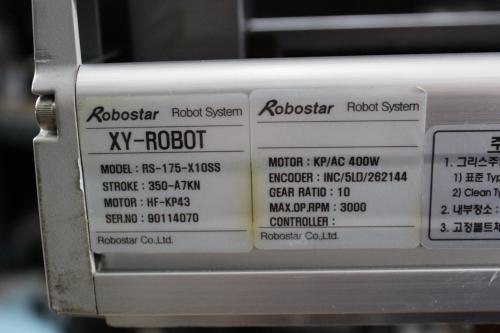 Robostar Robot System
XY-ROBOT
MODEL : RS-175-X10SS
STROKE : 350-A7KN
MOTOR : HF-KP43
SER.NO : 90114070
Robostar Co.,Ltd.
Robostar Robot System
MOTOR : KP/AC 400W
ENCODER : INC/5LD/262144
GEAR RATIO : 10
MAX.OP.RPM : 3000
CONTROLLER :
Robostar Co.,Ltd.
1. 그리스주
1) 표준 Typ
2) Clean Ty
2. 내부청소 :
3. 고정볼트체